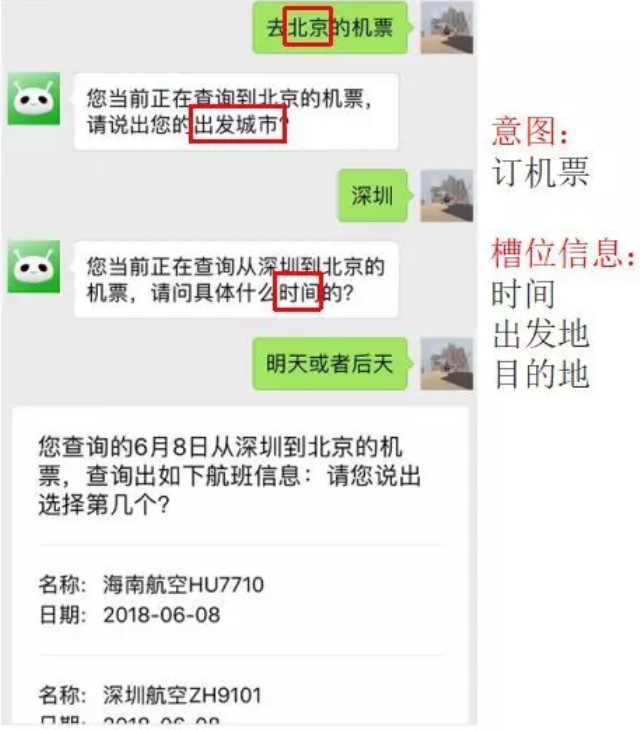 去北京的机票
您当前正在查询到北京的机票，
请说出您的出发城市?
意图：
订机票
深圳
槽位信息：
您当前正在查询从深圳到北京的
机票，请问具体什么时间的?
时间
出发地
目的地
明天或者后天
您查询的6月8日从深圳到北京的机
票，查询出如下航班信息：请您说出
选择第几个?
名称： 海南航空HU7710
日期： 2018-06-08
名称： 深圳航空ZH9101
日期： 2018-06-08